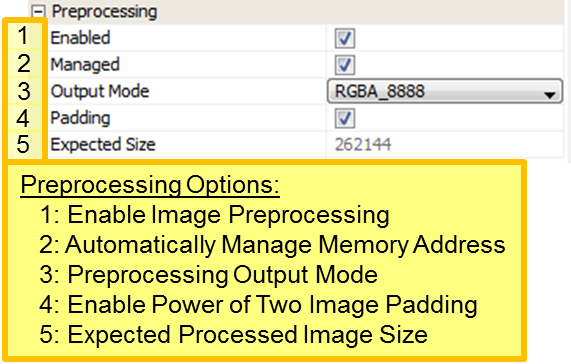 Preprocessing
1 Enabled
2 Managed
3 Output Mode RGBA_8888
4 Padding
5 Expected Size 262144
Preprocessing Options:
1: Enable Image Preprocessing
2: Automatically Manage Memory Address
3: Preprocessing Output Mode
4: Enable Power of Two Image Padding
5: Expected Processed Image Size